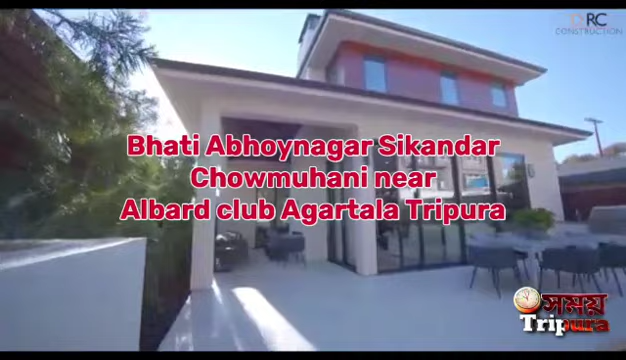 RC
CONSTRUCTION
Bhati Abhoynagar Sikandar
Chowmuhani near
Albard club Agartala Tripura
সময়
Tripura